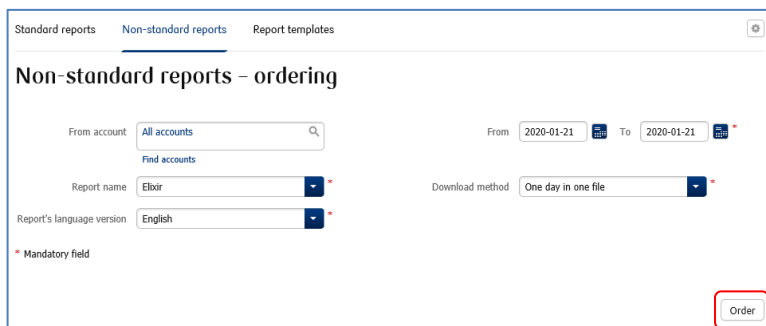 Standard reports Non-standard reports Report templates
Non-standard reports – ordering
From account All accounts From 2020-01-21 To 2020-01-21 *
Find accounts
Report name Elixir * Download method One day in one file *
Report's language version English *
* Mandatory field
Order